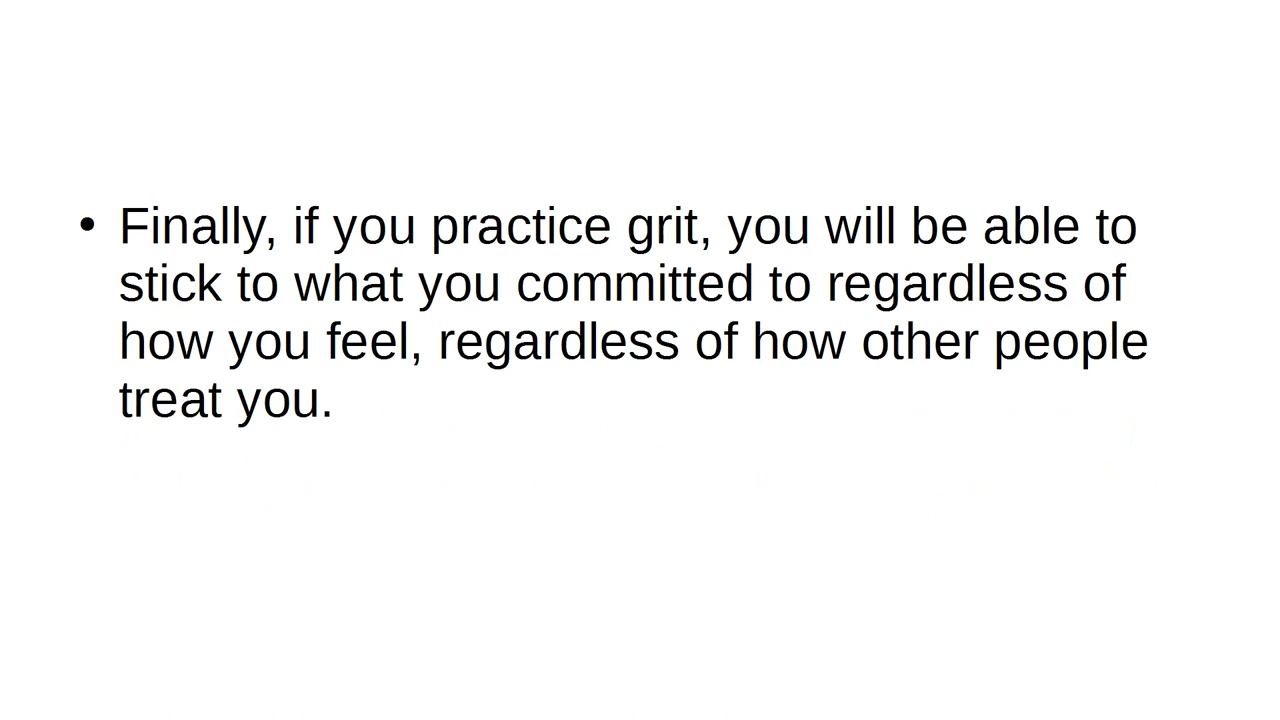 • Finally, if you practice grit, you will be able to
stick to what you committed to regardless of
how you feel, regardless of how other people
treat you.